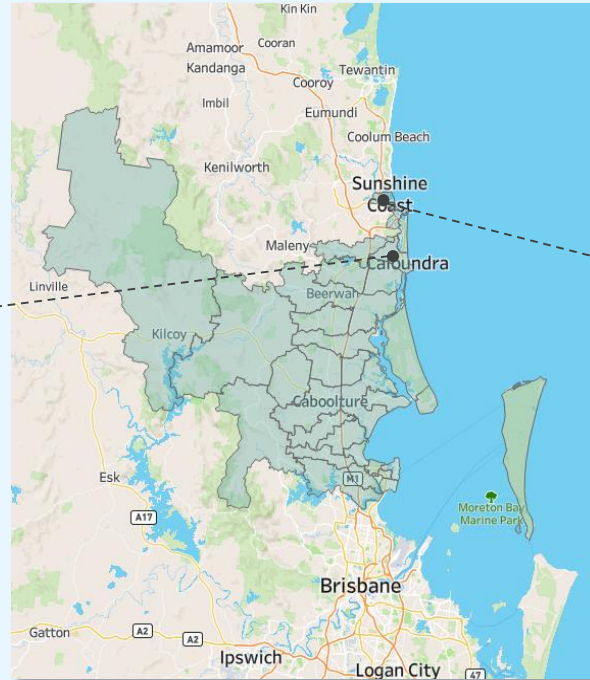 Kin Kin
Amamoor
Cooran
Kandanga
Tewantin
Cooroy
Imbil
Eumundi
Coolum Beach
Kenilworth
Sunshine
Coast
Maleny
Caloundra
Linville
Beerwah
Kilcoy
Caboolture
Esk
M1
Moreton Bay
Marine Park
A17
Brisbane
Gatton
A2
A2
Ipswich
Logan City
47